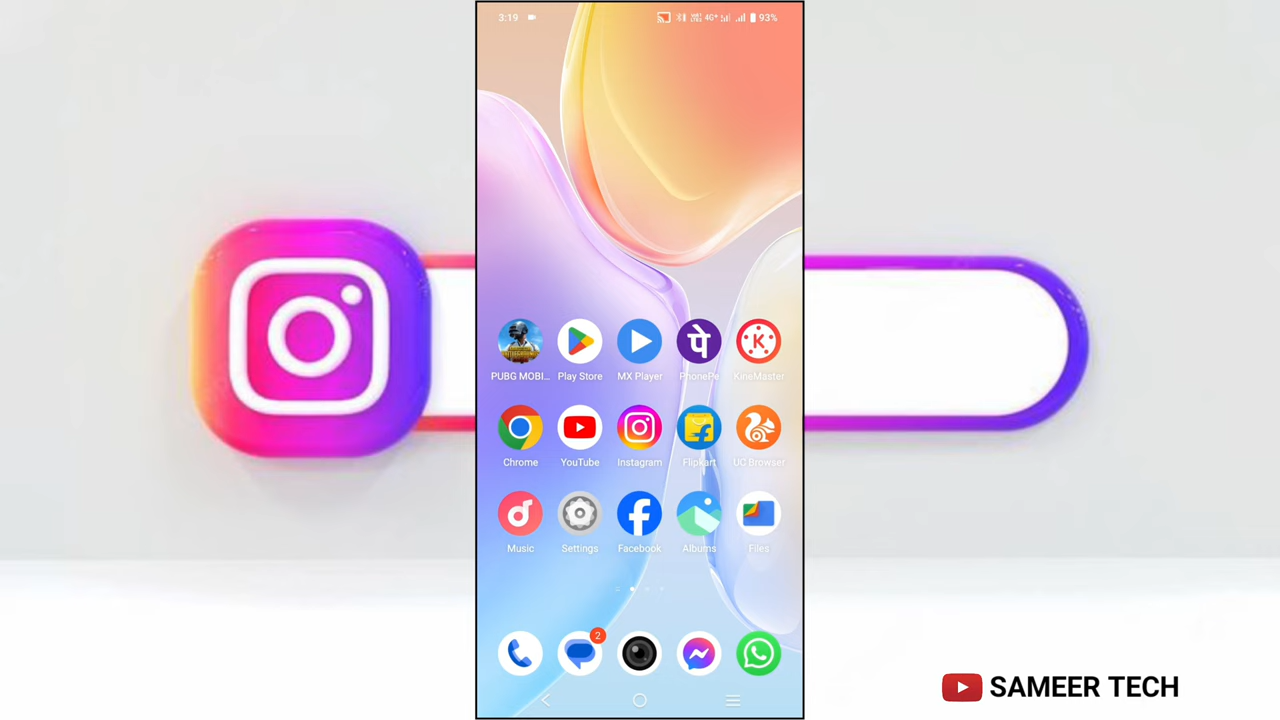 3:19 4G+ 93%
PUBG MOBI... Play Store MX Player PhonePe KineMaster
पे K
Chrome YouTube Instagram Flipkart UC Browser
Music Settings Facebook Albums Files
2
SAMEER TECH